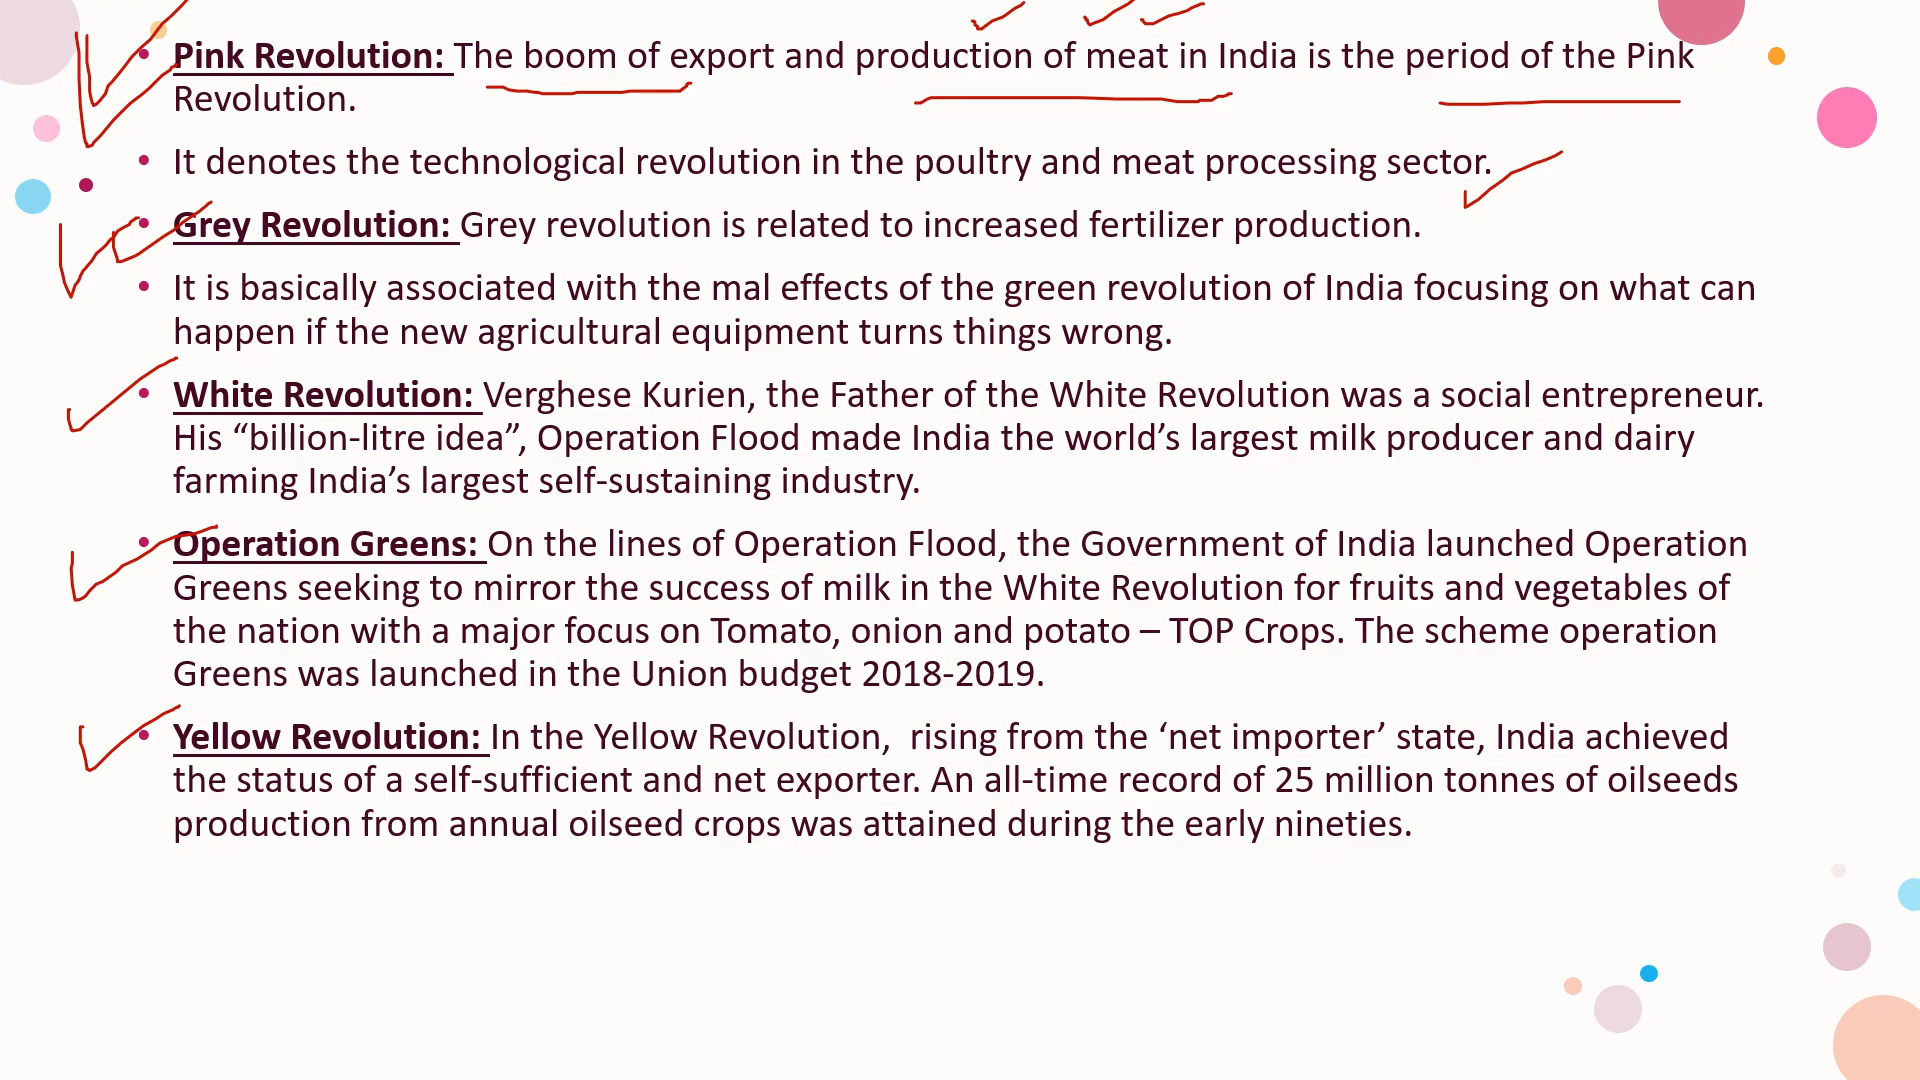 • Pink Revolution: The boom of export and production of meat in India is the period of the Pink
Revolution.
• It denotes the technological revolution in the poultry and meat processing sector.
• Grey Revolution: Grey revolution is related to increased fertilizer production.
• It is basically associated with the mal effects of the green revolution of India focusing on what can
happen if the new agricultural equipment turns things wrong.
• White Revolution: Verghese Kurien, the Father of the White Revolution was a social entrepreneur.
His “billion-litre idea”, Operation Flood made India the world’s largest milk producer and dairy
farming India’s largest self-sustaining industry.
• Operation Greens: On the lines of Operation Flood, the Government of India launched Operation
Greens seeking to mirror the success of milk in the White Revolution for fruits and vegetables of
the nation with a major focus on Tomato, onion and potato – TOP Crops. The scheme operation
Greens was launched in the Union budget 2018-2019.
• Yellow Revolution: In the Yellow Revolution,  rising from the ‘net importer’ state, India achieved
the status of a self-sufficient and net exporter. An all-time record of 25 million tonnes of oilseeds
production from annual oilseed crops was attained during the early nineties.